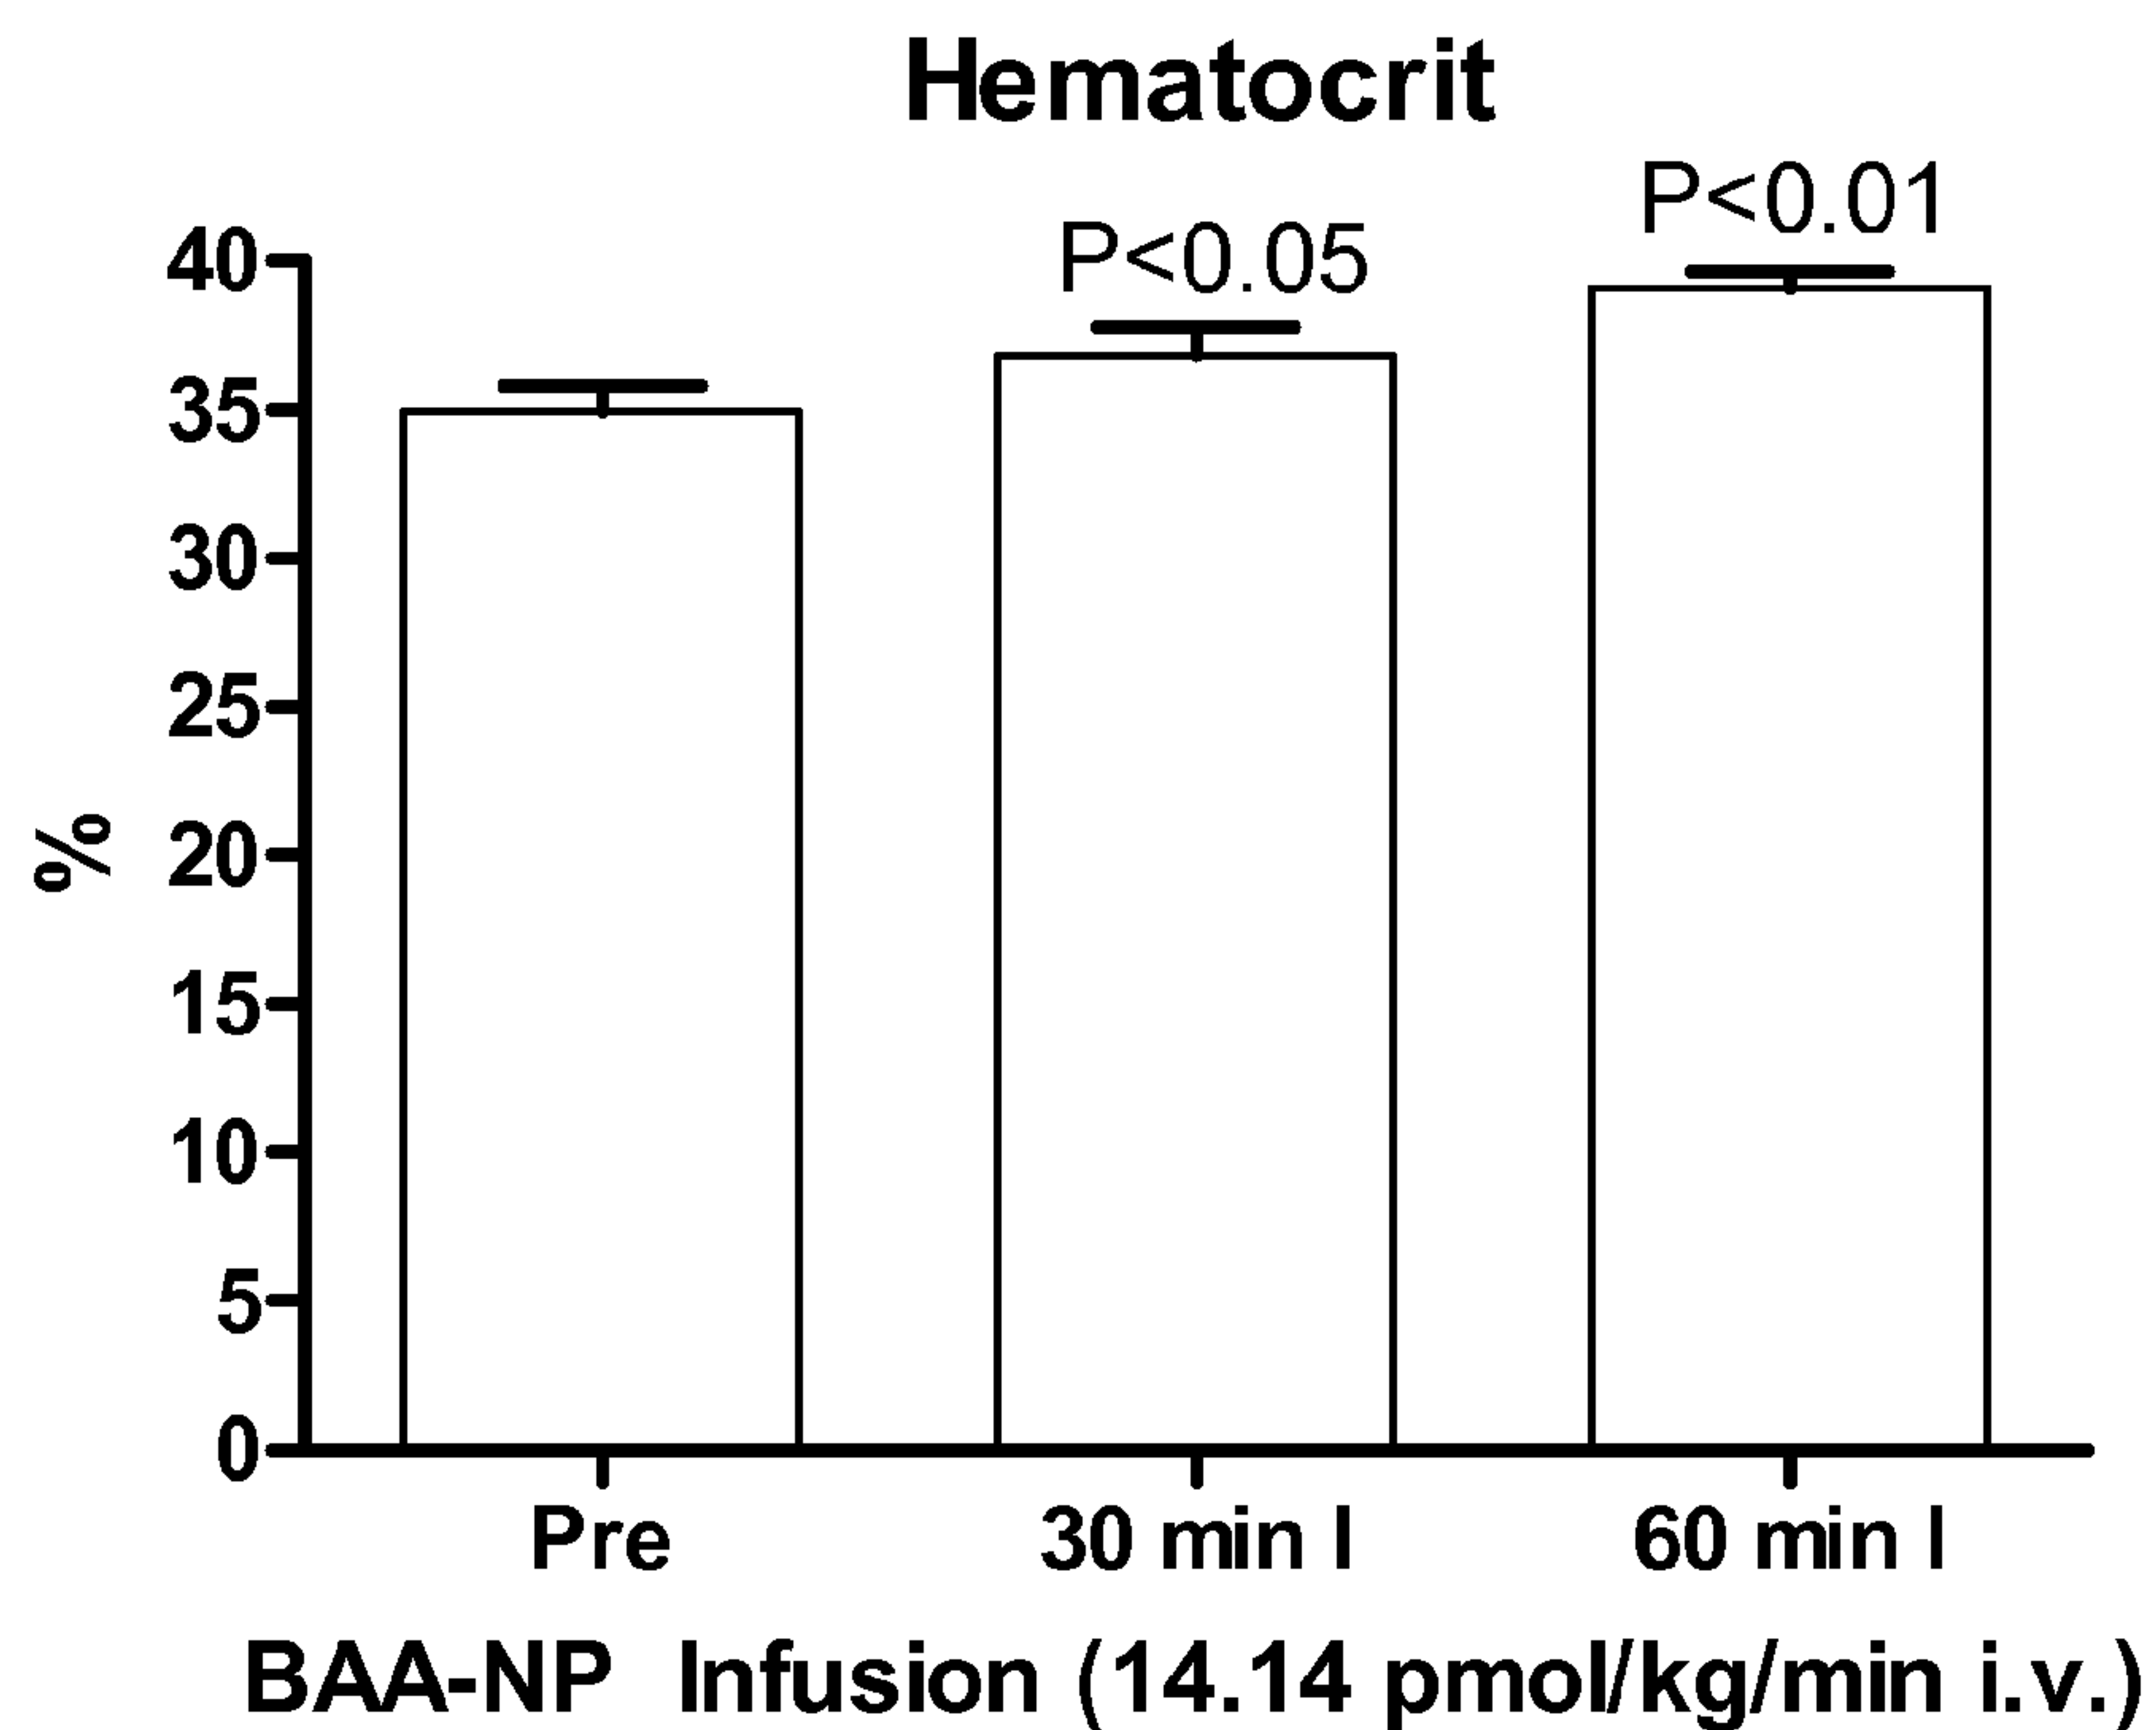 Hematocrit
P<0.01
P<0.05
40
35
30
25
20
15
10
5
0
%
Pre
30 min I
60 min I
BAA-NP Infusion (14.14 pmol/kg/min i.v.)